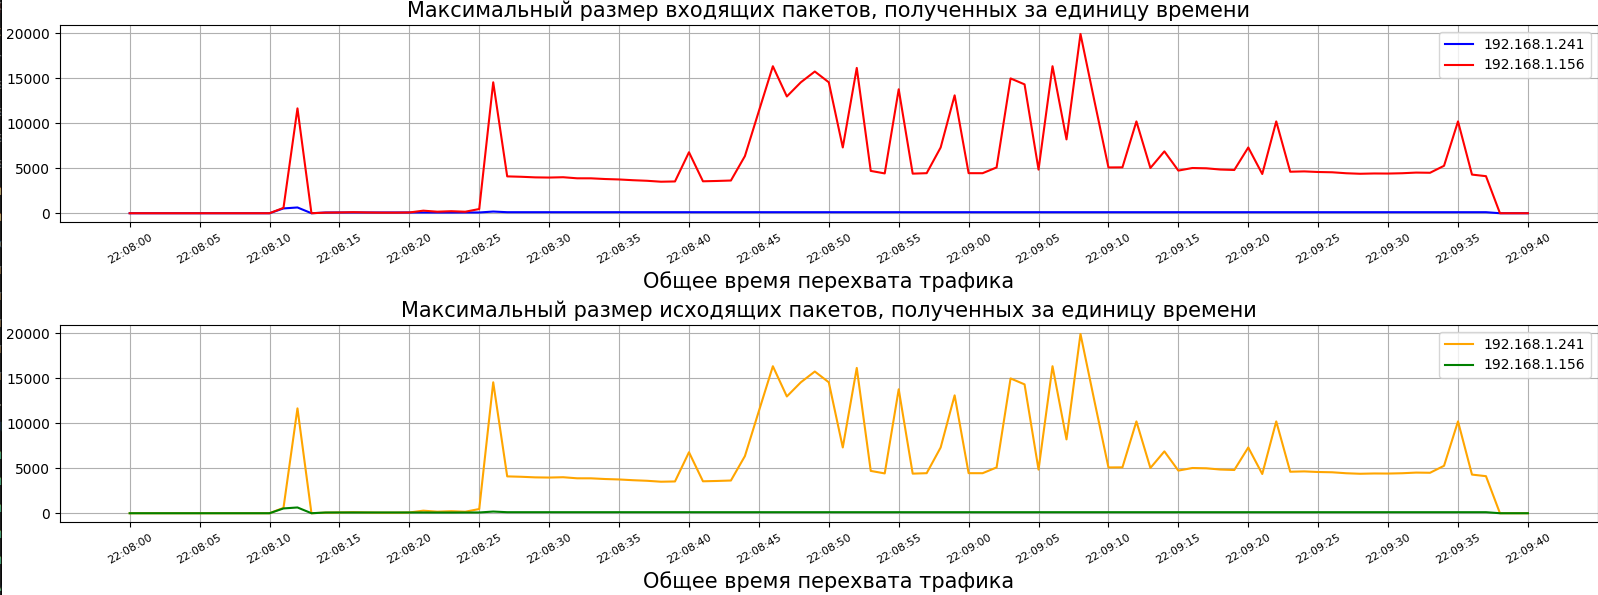 Максимальный размер входящих пакетов, полученных за единицу времени
20000
15000
10000
5000
0
192.168.1.241
192.168.1.156
22:08:00 22:08:05 22:08:10 22:08:15 22:08:20 22:08:25 22:08:30 22:08:35 22:08:40 22:08:45 22:08:50 22:08:55 22:09:00 22:09:05 22:09:10 22:09:15 22:09:20 22:09:25 22:09:30 22:09:35 22:09:40
Общее время перехвата трафика
Максимальный размер исходящих пакетов, полученных за единицу времени
20000
15000
10000
5000
0
192.168.1.241
192.168.1.156
22:08:00 22:08:05 22:08:10 22:08:15 22:08:20 22:08:25 22:08:30 22:08:35 22:08:40 22:08:45 22:08:50 22:08:55 22:09:00 22:09:05 22:09:10 22:09:15 22:09:20 22:09:25 22:09:30 22:09:35 22:09:40
Общее время перехвата трафика